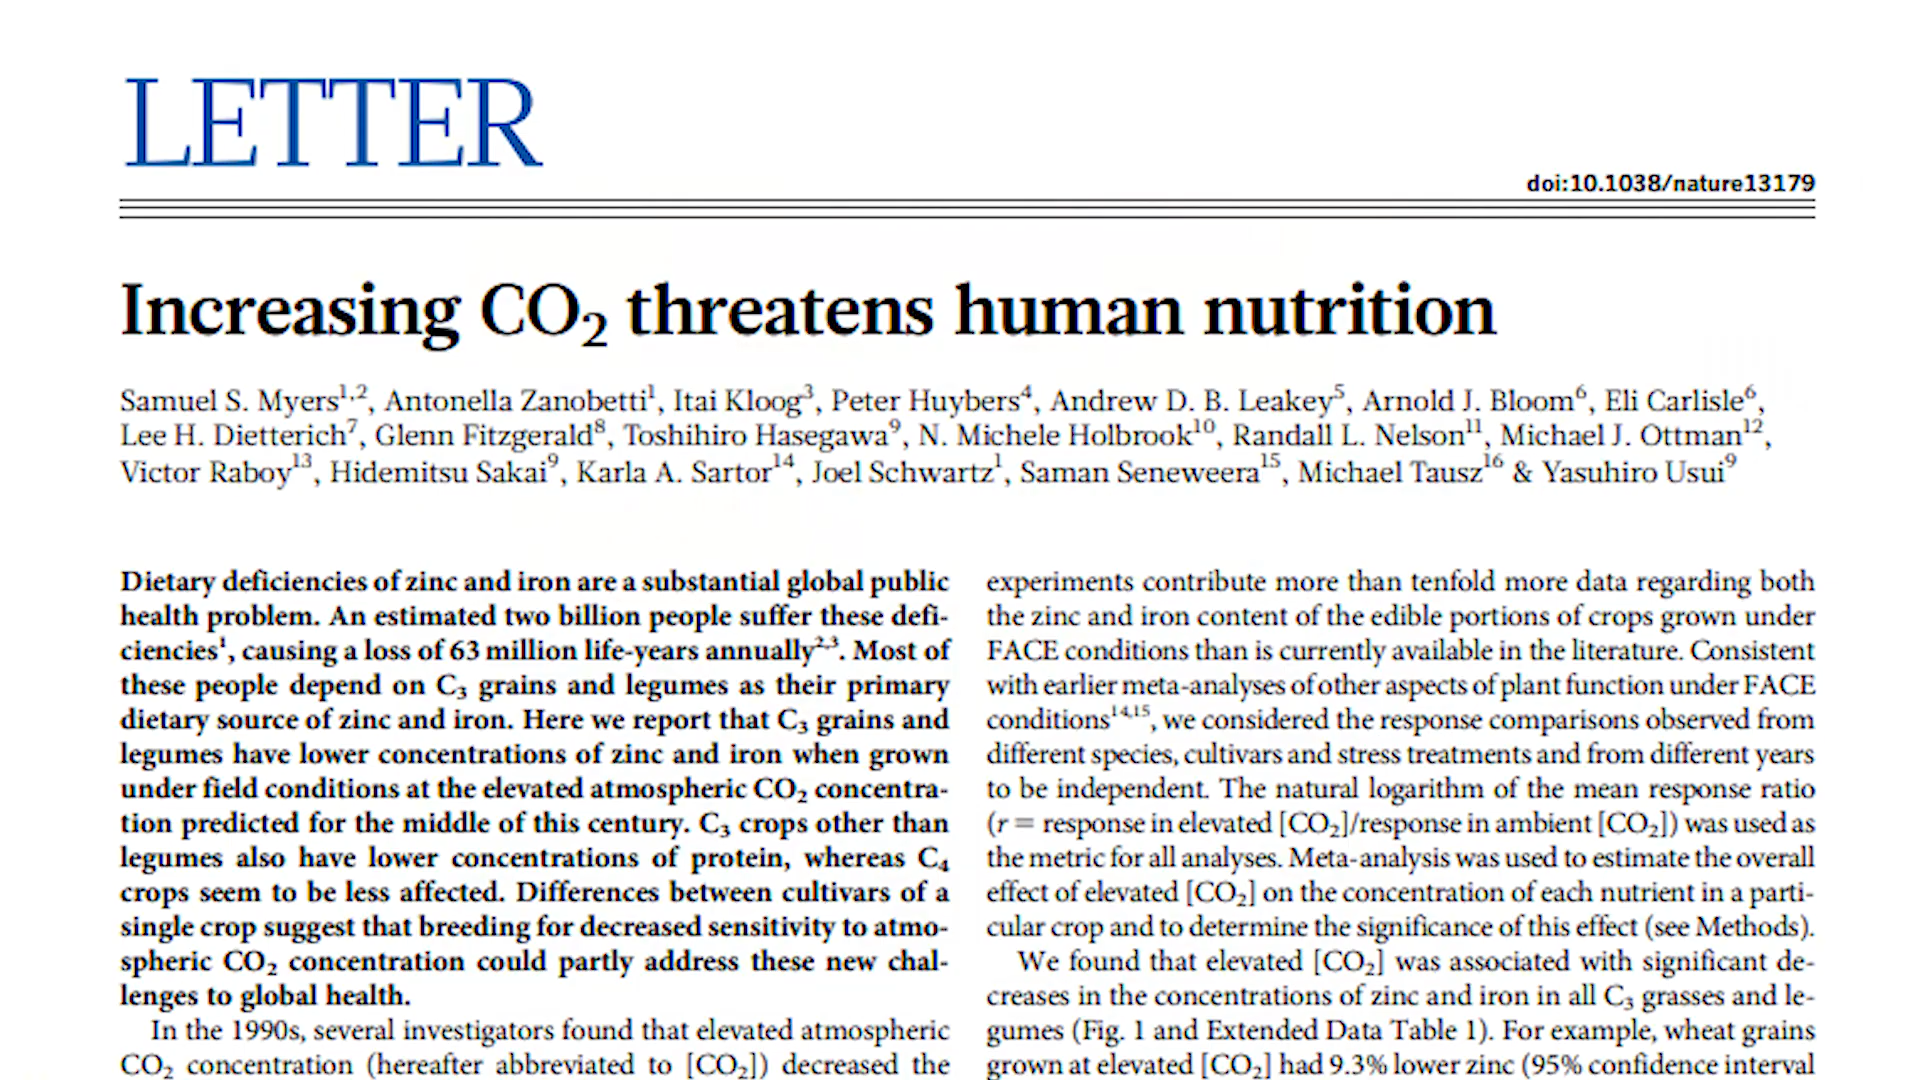 LETTER
doi:10.1038/nature13179
Increasing CO₂ threatens human nutrition
Samuel S. Myers¹,², Antonella Zanobetti¹, Itai Kloog³, Peter Huybers⁴, Andrew D. B. Leakey⁵, Arnold J. Bloom⁶, Eli Carlisle⁶,
Lee H. Dietterich⁷, Glenn Fitzgerald⁸, Toshihiro Hasegawa⁹, N. Michele Holbrook¹⁰, Randall L. Nelson¹¹, Michael J. Ottman¹²,
Victor Raboy¹³, Hidemitsu Sakai⁹, Karla A. Sartor¹⁴, Joel Schwartz¹, Saman Seneweera¹⁵, Michael Tausz¹⁶ & Yasuhiro Usui⁹
Dietary deficiencies of zinc and iron are a substantial global public
health problem. An estimated two billion people suffer these defi-
ciencies¹, causing a loss of 63 million life-years annually²,³. Most of
these people depend on C₃ grains and legumes as their primary
dietary source of zinc and iron. Here we report that C₃ grains and
legumes have lower concentrations of zinc and iron when grown
under field conditions at the elevated atmospheric CO₂ concentra-
tion predicted for the middle of this century. C₃ crops other than
legumes also have lower concentrations of protein, whereas C₄
crops seem to be less affected. Differences between cultivars of a
single crop suggest that breeding for decreased sensitivity to atmo-
spheric CO₂ concentration could partly address these new chal-
lenges to global health.
In the 1990s, several investigators found that elevated atmospheric
CO₂ concentration (hereafter abbreviated to [CO₂]) decreased the
experiments contribute more than tenfold more data regarding both
the zinc and iron content of the edible portions of crops grown under
FACE conditions than is currently available in the literature. Consistent
with earlier meta-analyses of other aspects of plant function under FACE
conditions¹⁴,¹⁵, we considered the response comparisons observed from
different species, cultivars and stress treatments and from different years
to be independent. The natural logarithm of the mean response ratio
(r = response in elevated [CO₂]/response in ambient [CO₂]) was used as
the metric for all analyses. Meta-analysis was used to estimate the overall
effect of elevated [CO₂] on the concentration of each nutrient in a parti-
cular crop and to determine the significance of this effect (see Methods).
We found that elevated [CO₂] was associated with significant de-
creases in the concentrations of zinc and iron in all C₃ grasses and le-
gumes (Fig. 1 and Extended Data Table 1). For example, wheat grains
grown at elevated [CO₂] had 9.3% lower zinc (95% confidence interval